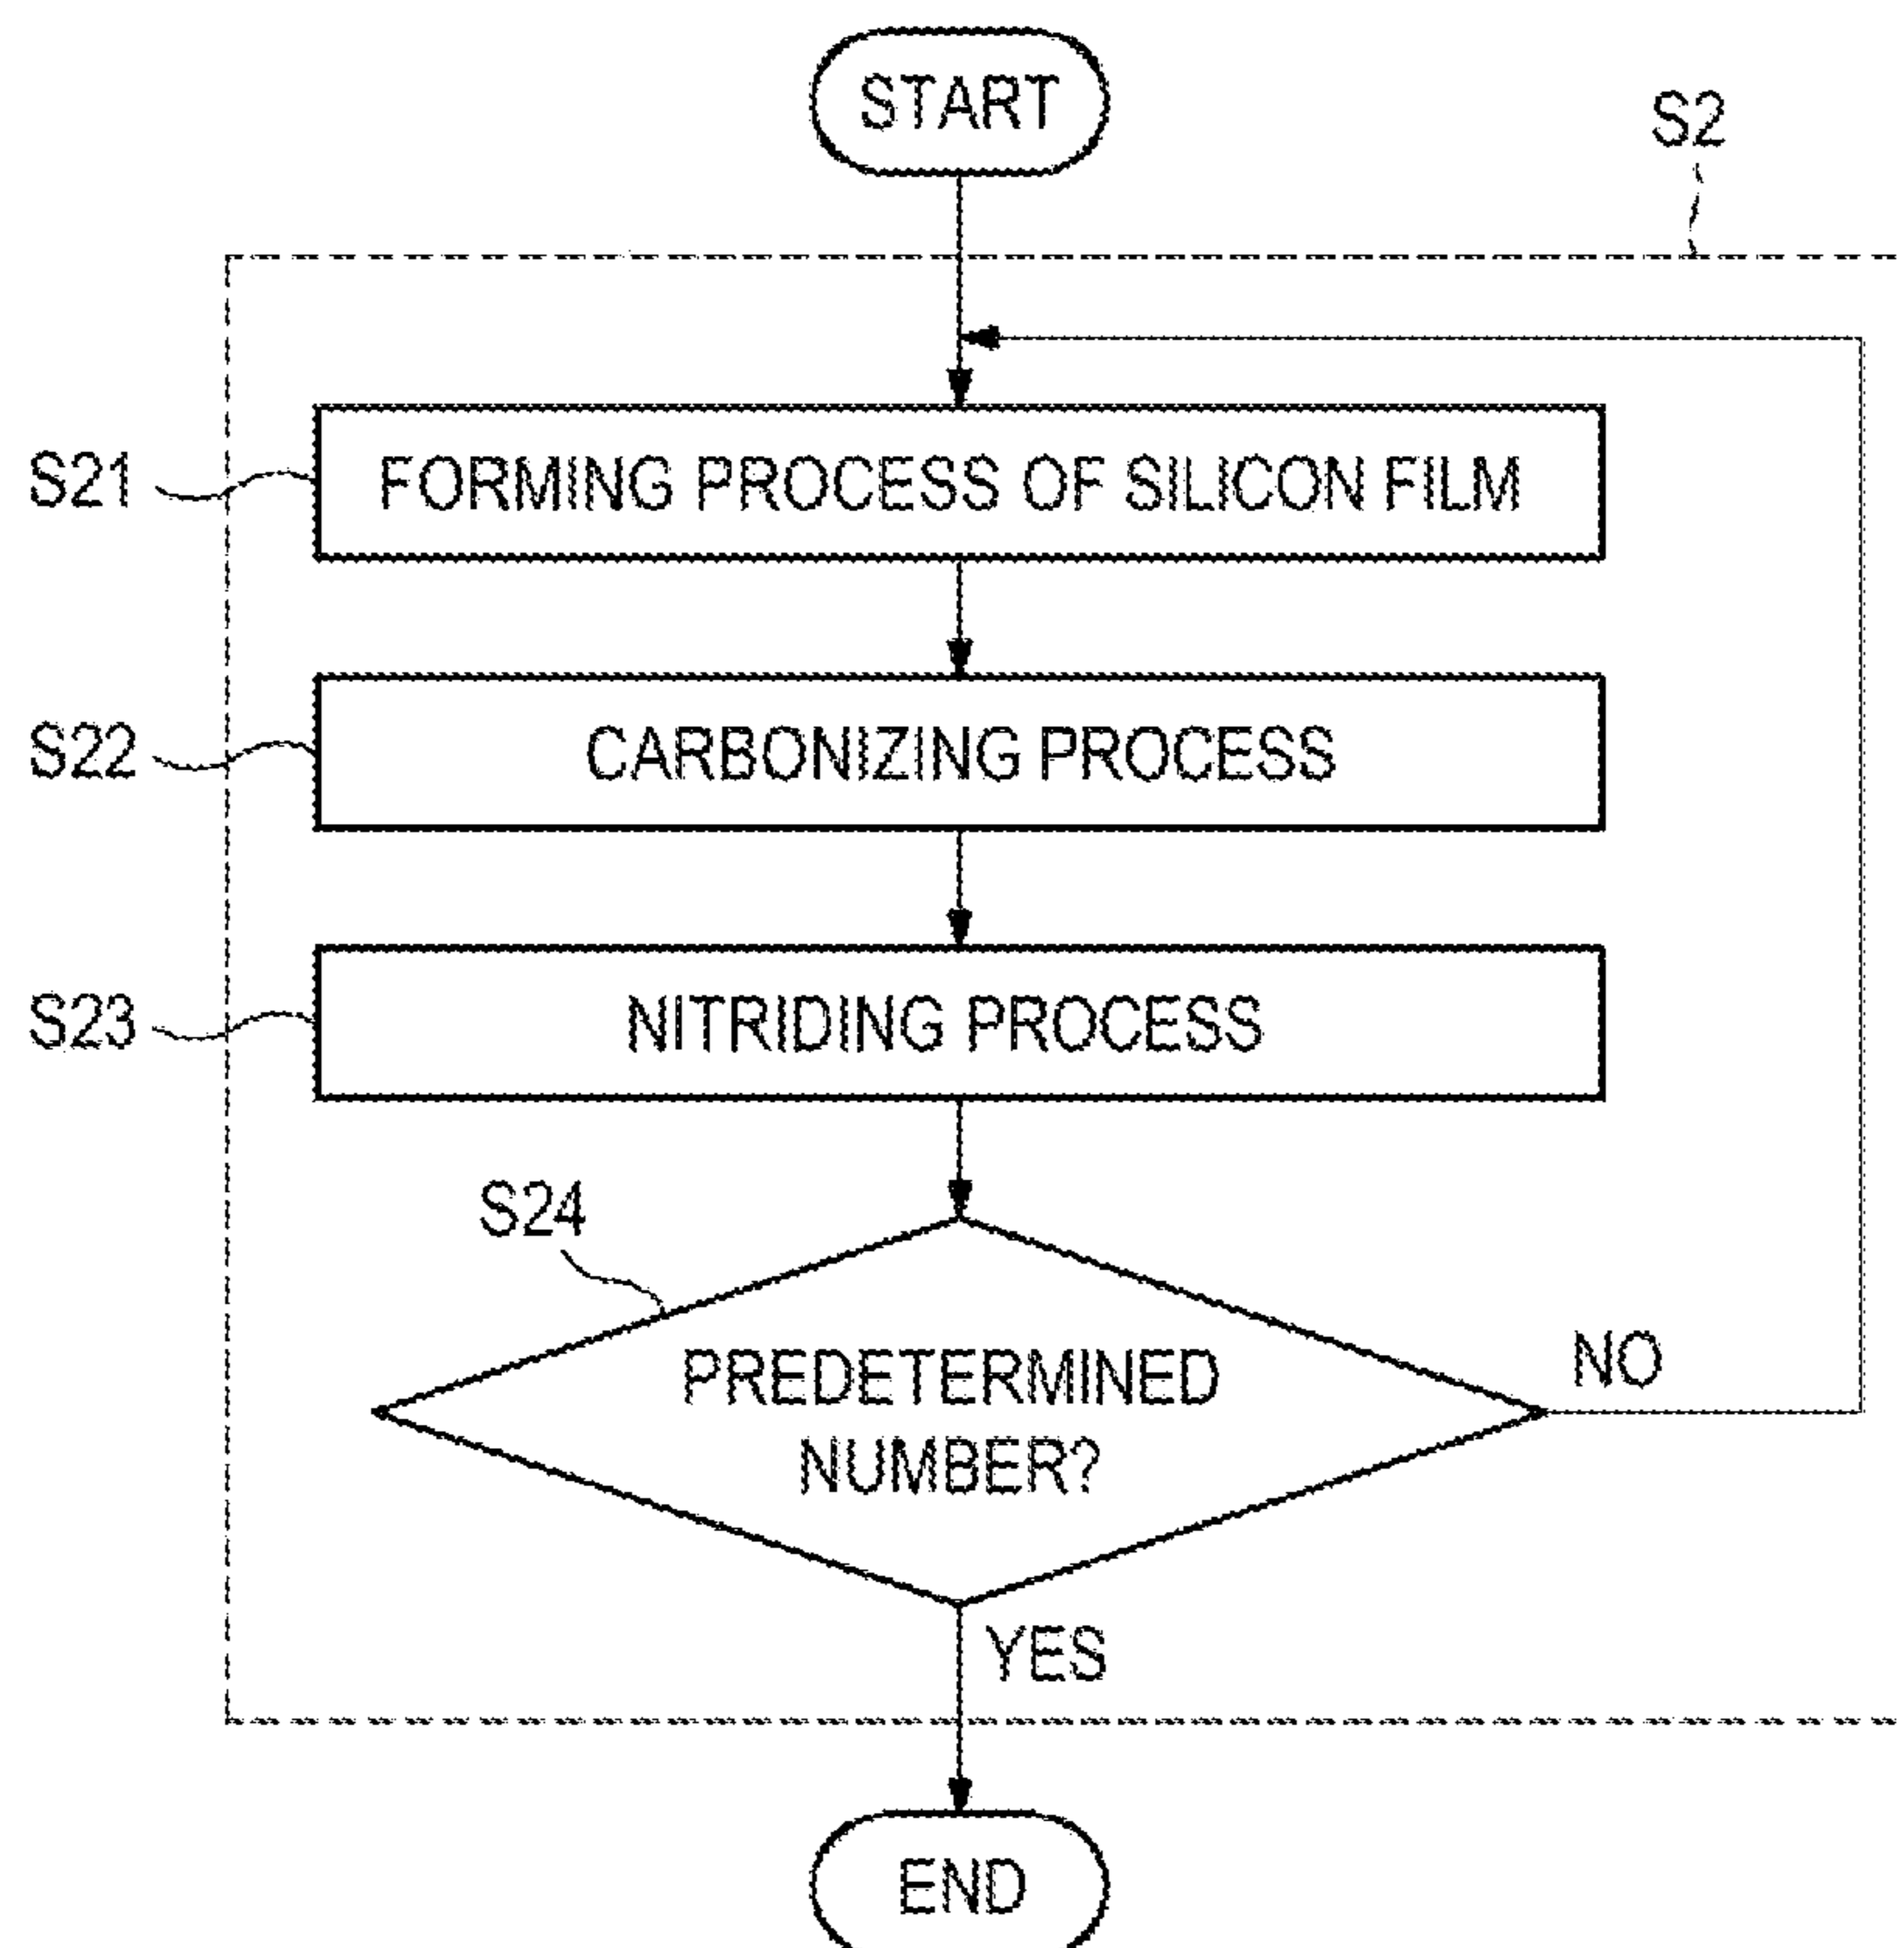 START
S2
S21
FORMING PROCESS OF SILICON FILM
S22
CARBONIZING PROCESS
S23
NITRIDING PROCESS
S24
PREDETERMINED
NUMBER?
NO
YES
END